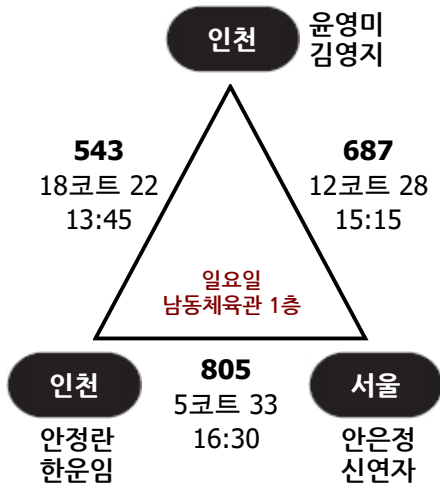 인천
윤영미
김영지
543
18코트 22
13:45
687
12코트 28
15:15
일요일
남동체육관 1층
인천
안정란
한운임
805
5코트 33
16:30
서울
안은정
신연자